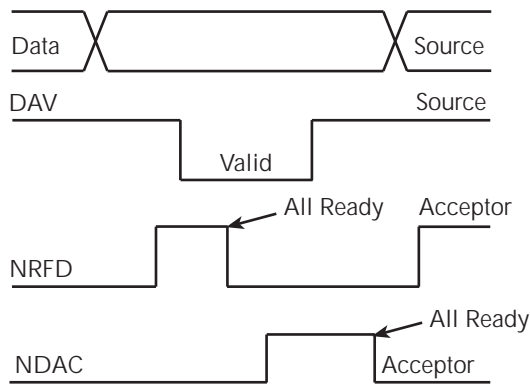 Data
Source
DAV
Source
Valid
All Ready
Acceptor
NRFD
All Ready
NDAC
Acceptor